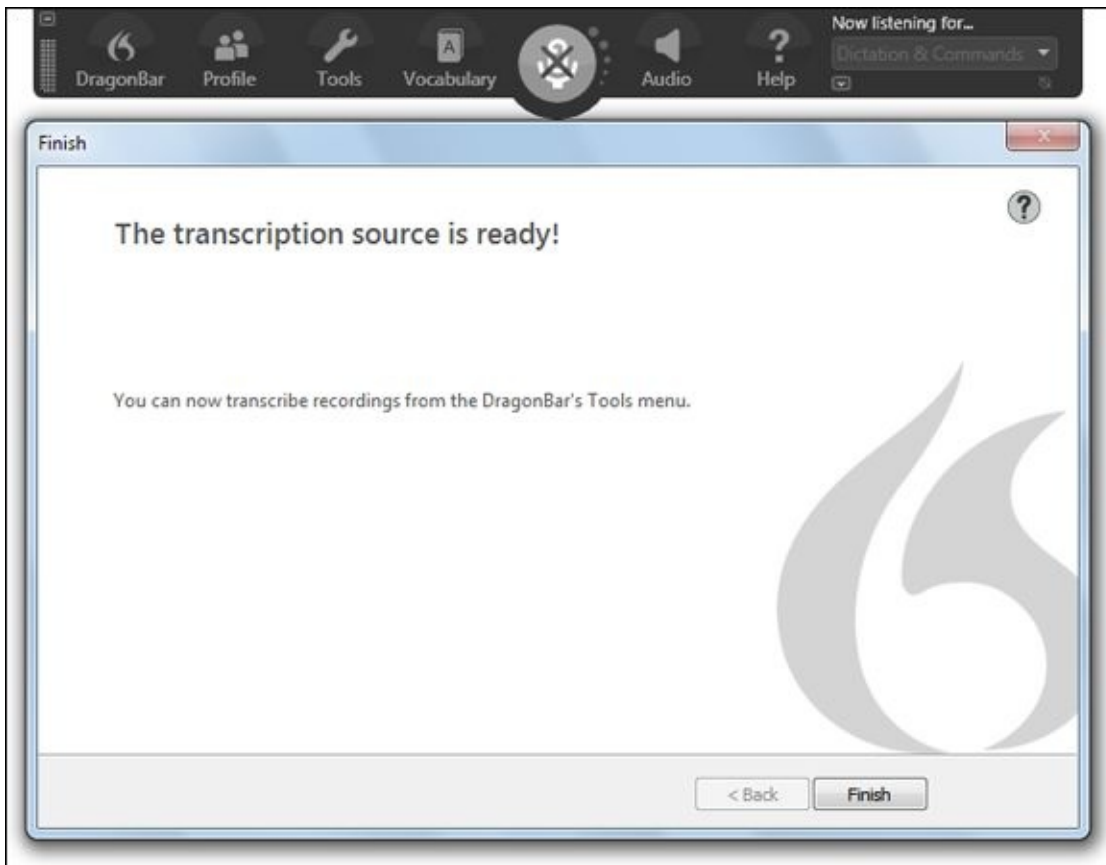 Now listening for...
DragonBar Profile Tools Vocabulary Audio Help
Dictation & Commands
Finish
The transcription source is ready!
You can now transcribe recordings from the DragonBar's Tools menu.
< Back Finish